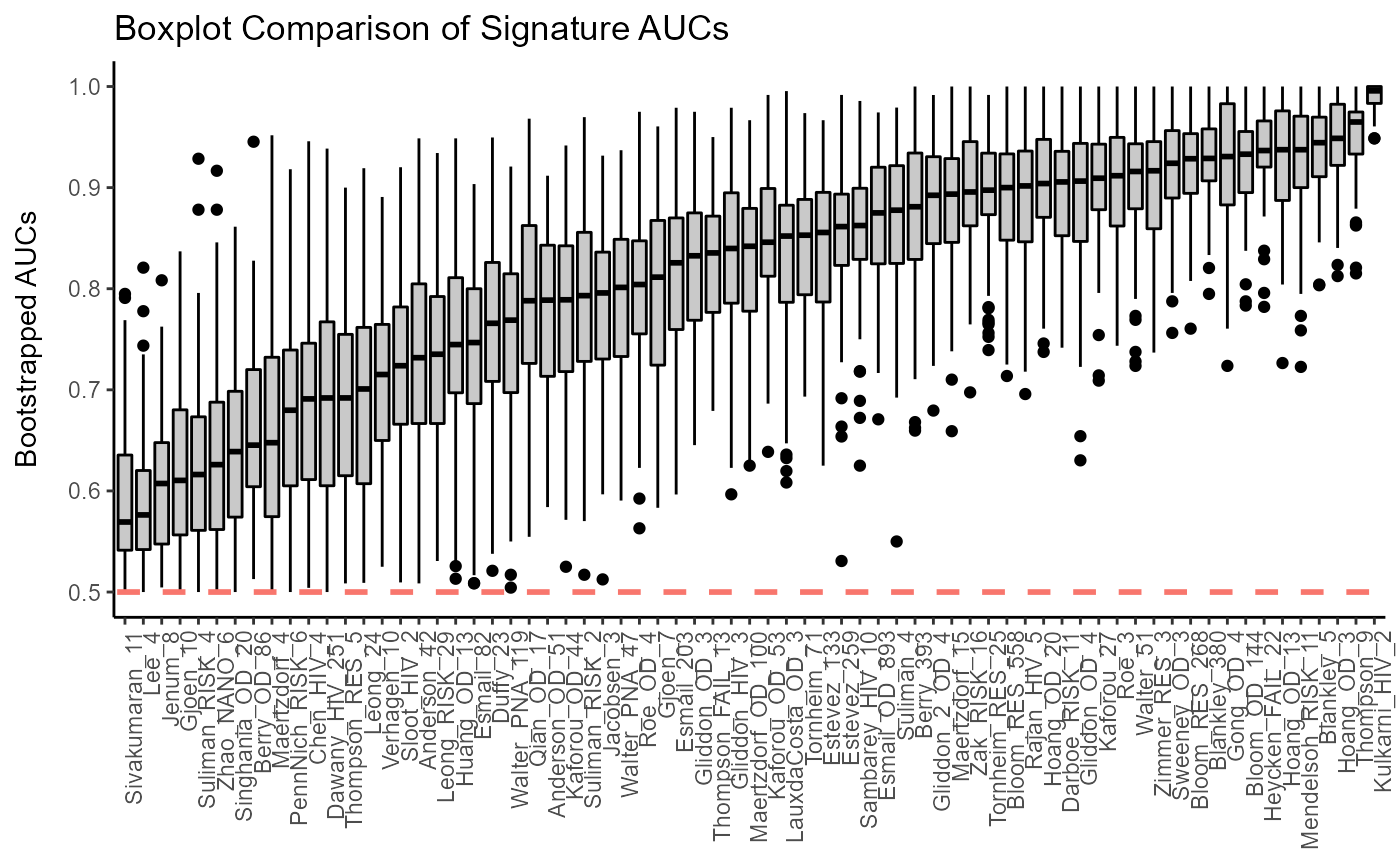 Boxplot Comparison of Signature AUCs
Bootstrapped AUCs
1.0
0.9
0.8
0.7
0.6
0.5
Sivakumaran_11
Lee_4
Jenum_8
Gjoen_10
Suliman_RISK_4
Zhao_NANO_6
Singhania_OD_20
Berry_OD_86
Maertzdorf_4
PennNich_RISK_6
Chen_HIV_4
Dawany_HIV_251
Thompson_RES_5
Leong_24
Verhagen_10
Sloot_HIV_2
Anderson_42
Leong_RISK_29
Huang_OD_13
Esmail_82
Duffy_23
Walter_PNA_119
Qian_OD_17
Anderson_OD_51
Kaforou_OD_44
Suliman_RISK_2
Jacobsen_3
Walter_PNA_47
Roe_OD_4
Gjoen_7
Esmail_203
Gliddon_OD_3
Thompson_FAIL_13
Gliddon_HIV_3
Maertzdorf_OD_100
Kaforou_OD_53
LauxdaCosta_OD_3
Tornheim_71
Estevez_133
Estevez_259
Sambarey_HIV_10
Esmail_OD_893
Suliman_4
Berry_393
Gliddon_2_OD_4
Maertzdorf_15
Zak_RISK_16
Tornheim_RES_25
Bloom_RES_558
Rajan_HIV_5
Hoang_OD_20
Darboe_RISK_11
Gliddon_OD_4
Kaforou_27
Roe_3
Walter_51
Zimmer_RES_3
Sweeney_OD_3
Bloom_RES_268
Blankley_380
Gong_OD_4
Bloom_OD_144
Heycken_FAIL_22
Hoang_OD_13
Mendelsoh_RISK_11
Blankley_5
Hoang_OD_3
Thompson_9
Kulkarni_HIV_2